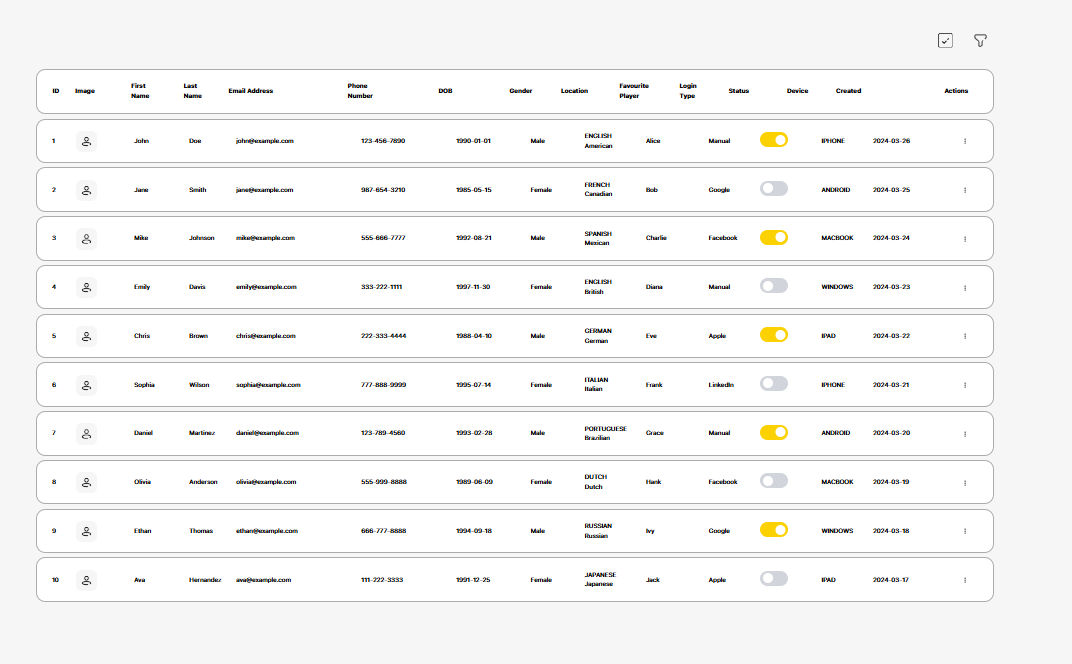 ID Image First Name Last Name Email Address Phone Number DOB Gender Location Favourite Player Login Type Status Device Created Actions
1 John Doe john@example.com 123-456-7890 1990-01-01 Male ENGLISH American Alice Manual IPHONE 2024-03-26
2 Jane Smith jane@example.com 987-654-3210 1985-05-15 Female FRENCH Canadian Bob Google ANDROID 2024-03-25
3 Mike Johnson mike@example.com 555-666-7777 1992-08-21 Male SPANISH Mexican Charlie Facebook MACBOOK 2024-03-24
4 Emily Davis emily@example.com 333-222-1111 1997-11-30 Female ENGLISH British Diana Manual WINDOWS 2024-03-23
5 Chris Brown chris@example.com 222-333-4444 1988-04-10 Male GERMAN German Eve Apple IPAD 2024-03-22
6 Sophia Wilson sophia@example.com 777-888-9999 1995-07-14 Female ITALIAN Italian Frank LinkedIn IPHONE 2024-03-21
7 Daniel Martinez daniel@example.com 123-789-4560 1993-02-28 Male PORTUGUESE Brazilian Grace Manual ANDROID 2024-03-20
8 Olivia Anderson olivia@example.com 555-999-8888 1989-06-09 Female DUTCH Dutch Hank Facebook MACBOOK 2024-03-19
9 Ethan Thomas ethan@example.com 666-777-8888 1994-09-18 Male RUSSIAN Russian Ivy Google WINDOWS 2024-03-18
10 Ava Hernandez ava@example.com 111-222-3333 1991-12-25 Female JAPANESE Japanese Jack Apple IPAD 2024-03-17